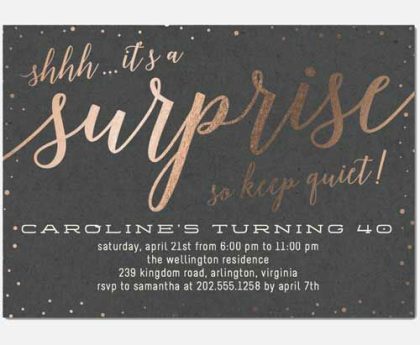 shhh...it's a
surprise
so keep quiet!
CAROLINE'S TURNING 40
saturday, april 21st from 6:00 pm to 11:00 pm
the wellington residence
239 kingdom road, arlington, virginia
rsvp to samantha at 202.555.1258 by april 7th